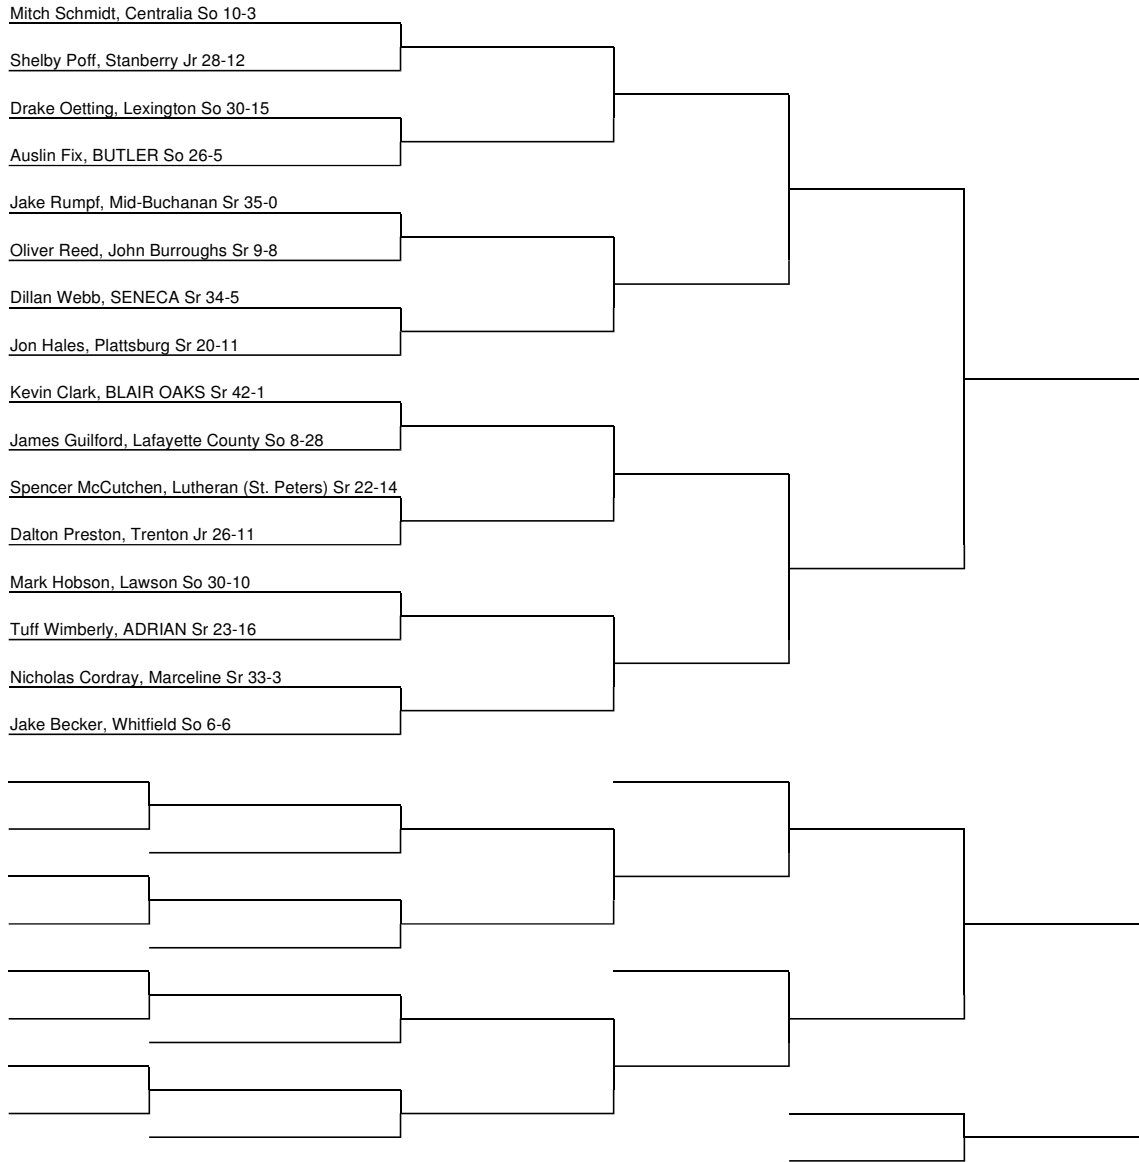 Mitch Schmidt, Centralia So 10-3
Shelby Poff, Stanberry Jr 28-12
Drake Oetting, Lexington So 30-15
Auslin Fix, BUTLER So 26-5
Jake Rumpf, Mid-Buchanan Sr 35-0
Oliver Reed, John Burroughs Sr 9-8
Dillan Webb, SENECA Sr 34-5
Jon Hales, Plattsburg Sr 20-11
Kevin Clark, BLAIR OAKS Sr 42-1
James Guilford, Lafayette County So 8-28
Spencer McCutchen, Lutheran (St. Peters) Sr 22-14
Dalton Preston, Trenton Jr 26-11
Mark Hobson, Lawson So 30-10
Tuff Wimberly, ADRIAN Sr 23-16
Nicholas Cordray, Marceline Sr 33-3
Jake Becker, Whitfield So 6-6